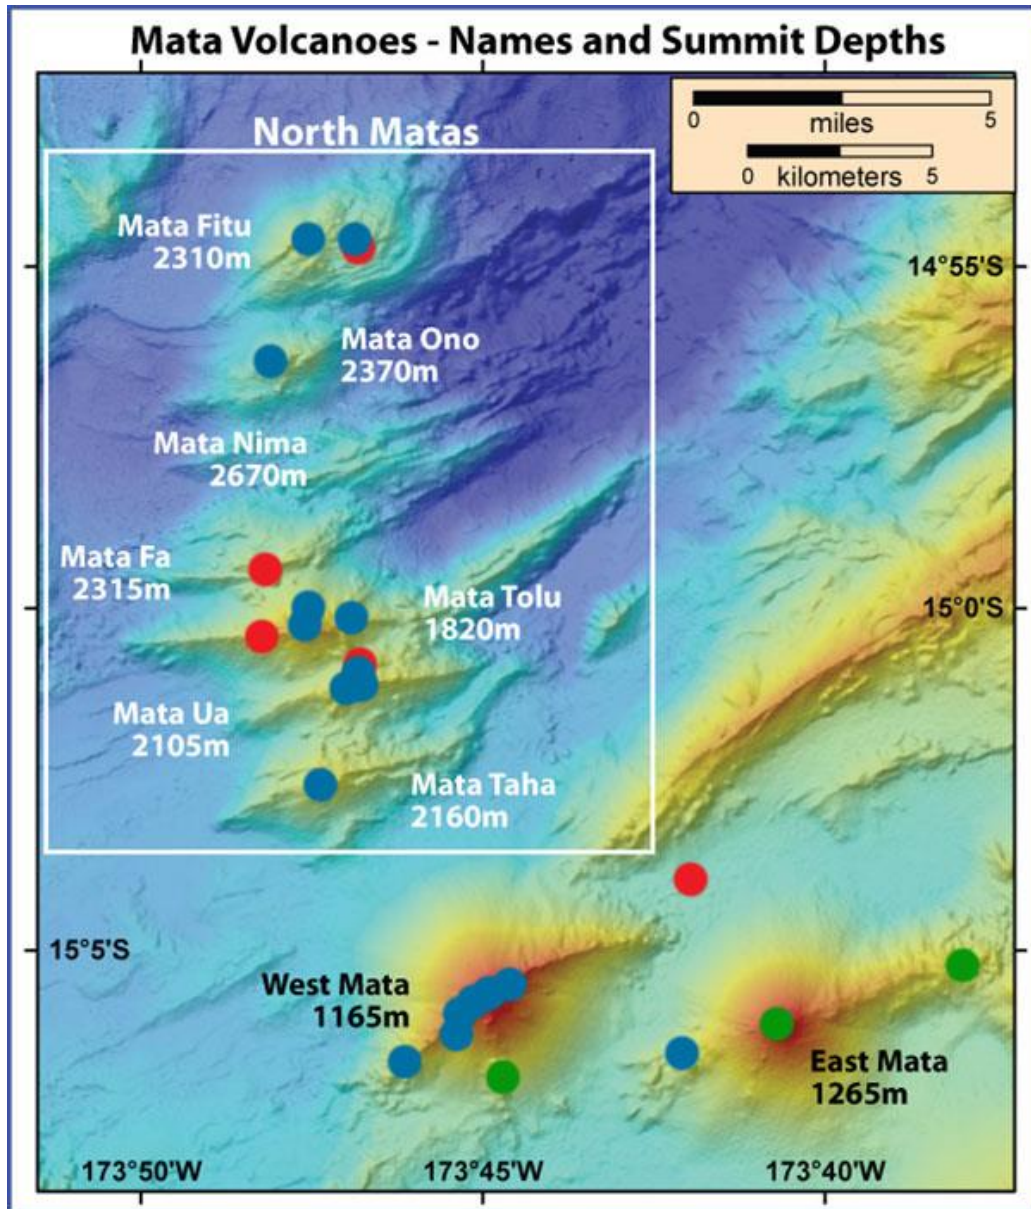 Mata Volcanoes - Names and Summit Depths
0 miles 5
0 kilometers 5
North Matas
Mata Fitu
2310m
14°55'S
Mata Ono
2370m
Mata Nima
2670m
Mata Fa
2315m
Mata Tolu
1820m
15°0'S
Mata Ua
2105m
Mata Taha
2160m
15°5'S
West Mata
1165m
East Mata
1265m
173°50'W 173°45'W 173°40'W